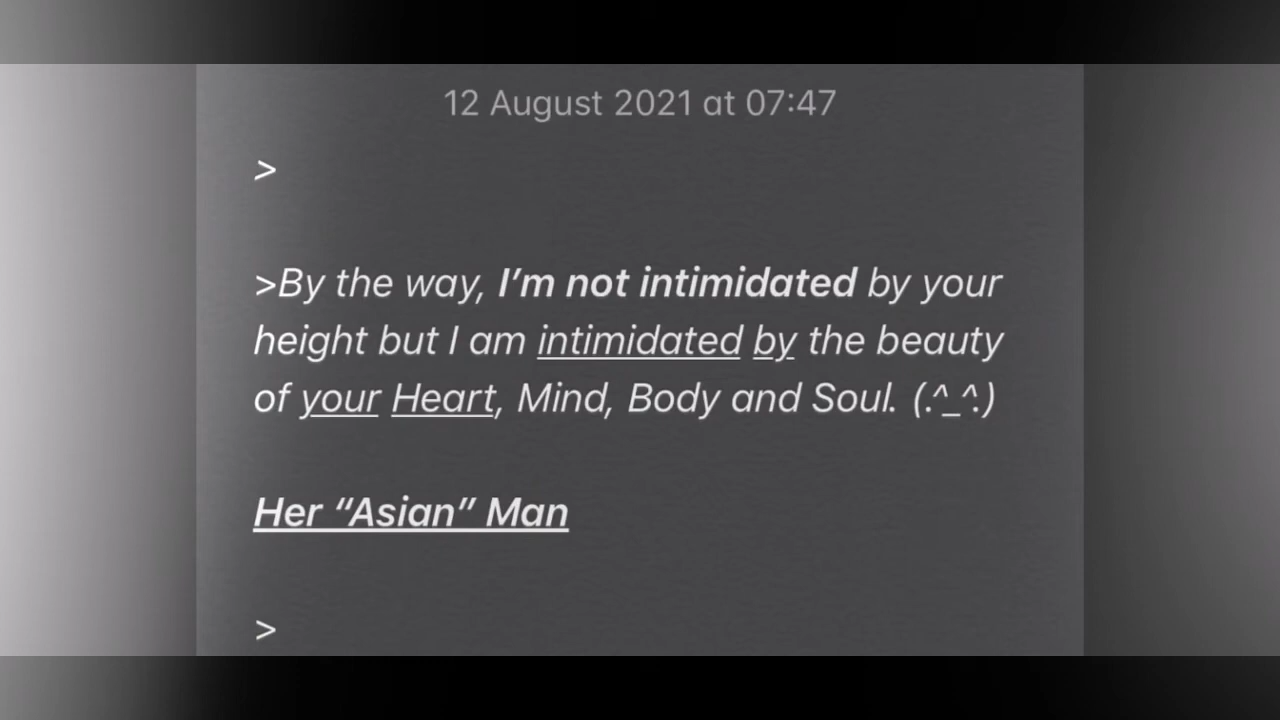 12 August 2021 at 07:47
>
>By the way, I’m not intimidated by your
height but I am intimidated by the beauty
of your Heart, Mind, Body and Soul. (.^_^.)
Her “Asian” Man
>